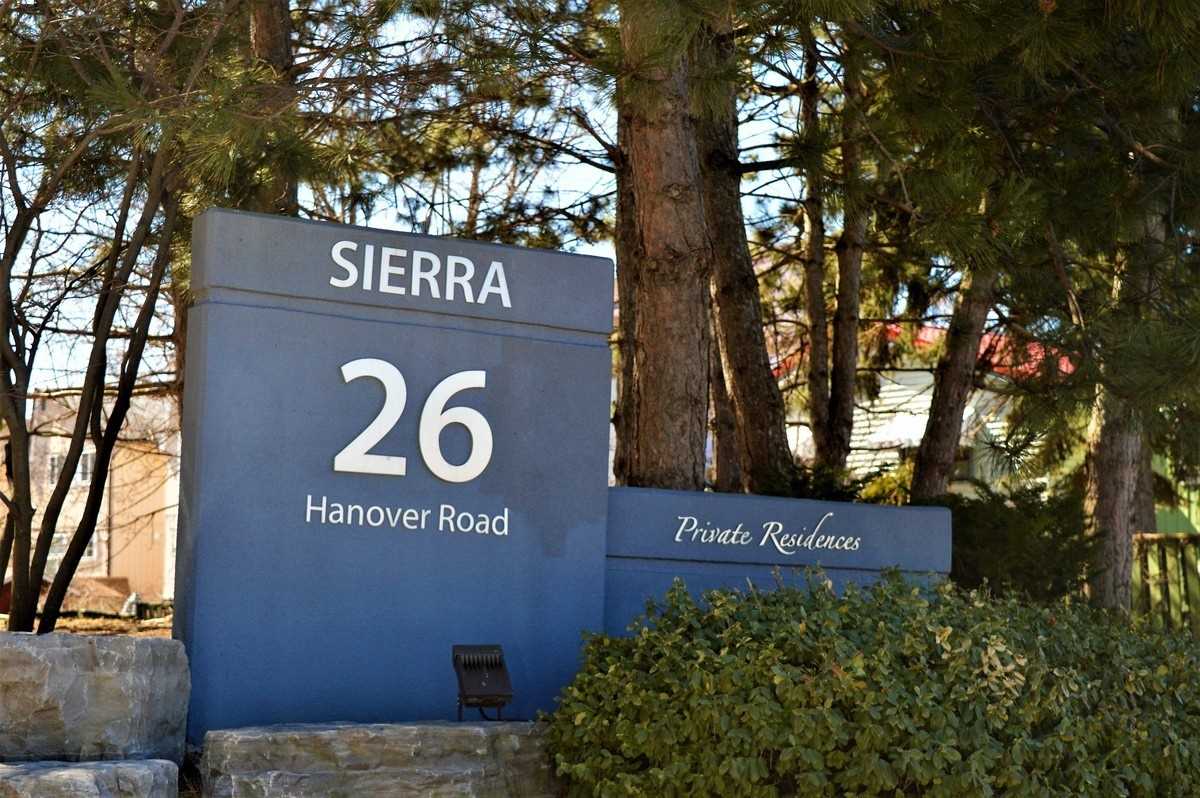 SIERRA
26
Hanover Road
Private Residences